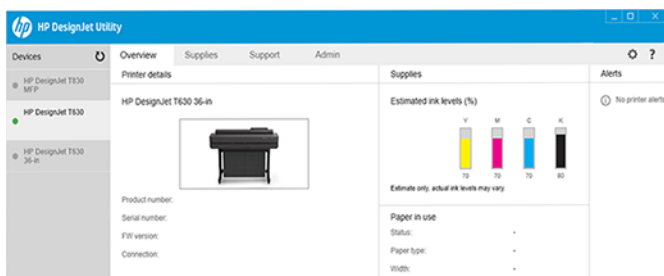 hp HP DesignJet Utility
Devices
HP DesignJet T830
MFP
HP DesignJet T630
HP DesignJet T630
36-in
Overview Supplies Support Admin
?
Printer details
HP DesignJet T630 36-in
Product number:
Serial number:
FW version:
Connection:
Supplies
Estimated ink levels (%)
Y M C K
70 70 70 80
Estimate only, actual ink levels may vary.
Paper in use
Status: -
Paper type: -
Width: -
Alerts
No printer alerts